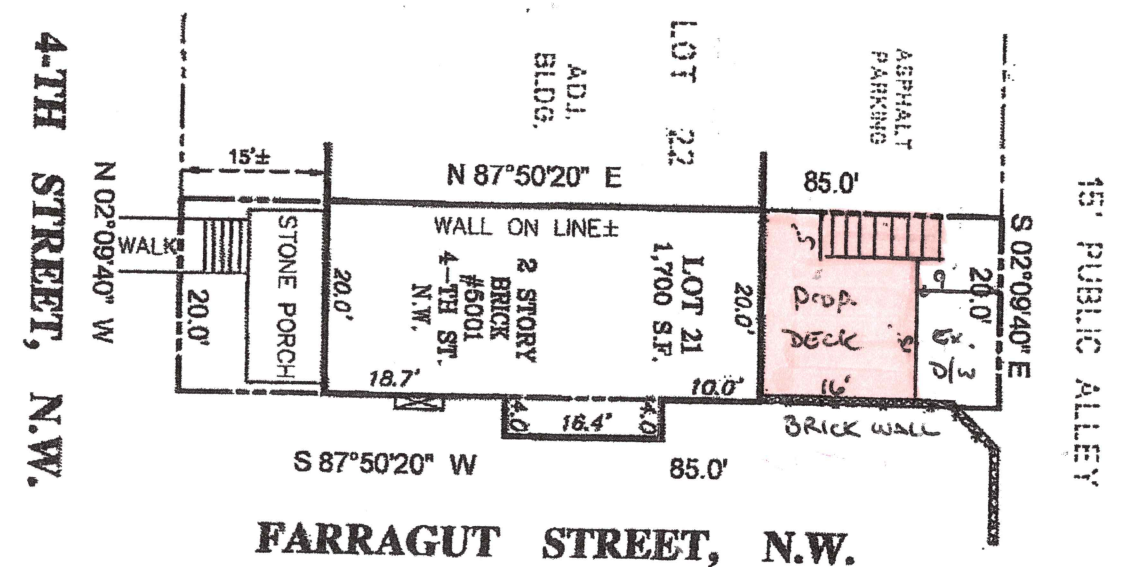 4-TH STREET, N.W.
N 02°09'40" W
15'±
WALK
20.0'
STONE PORCH
ADJ.
BLDG.
LOT 22
ASPHALT
PARKING
N 87°50'20" E
85.0'
WALL ON LINE±
20.0'
2 STORY
BRICK
#5001
4-TH ST.
N.W.
LOT 21
1,700 S.F.
20.0'
18.7'
10.0'
4.0'
16.4'
4.0'
5'
Prop.
DECK
16'
BRICK WALL
20.0'
S 02°09'40" E
15' PUBLIC ALLEY
S 87°50'20" W
85.0'
FARRAGUT STREET, N.W.